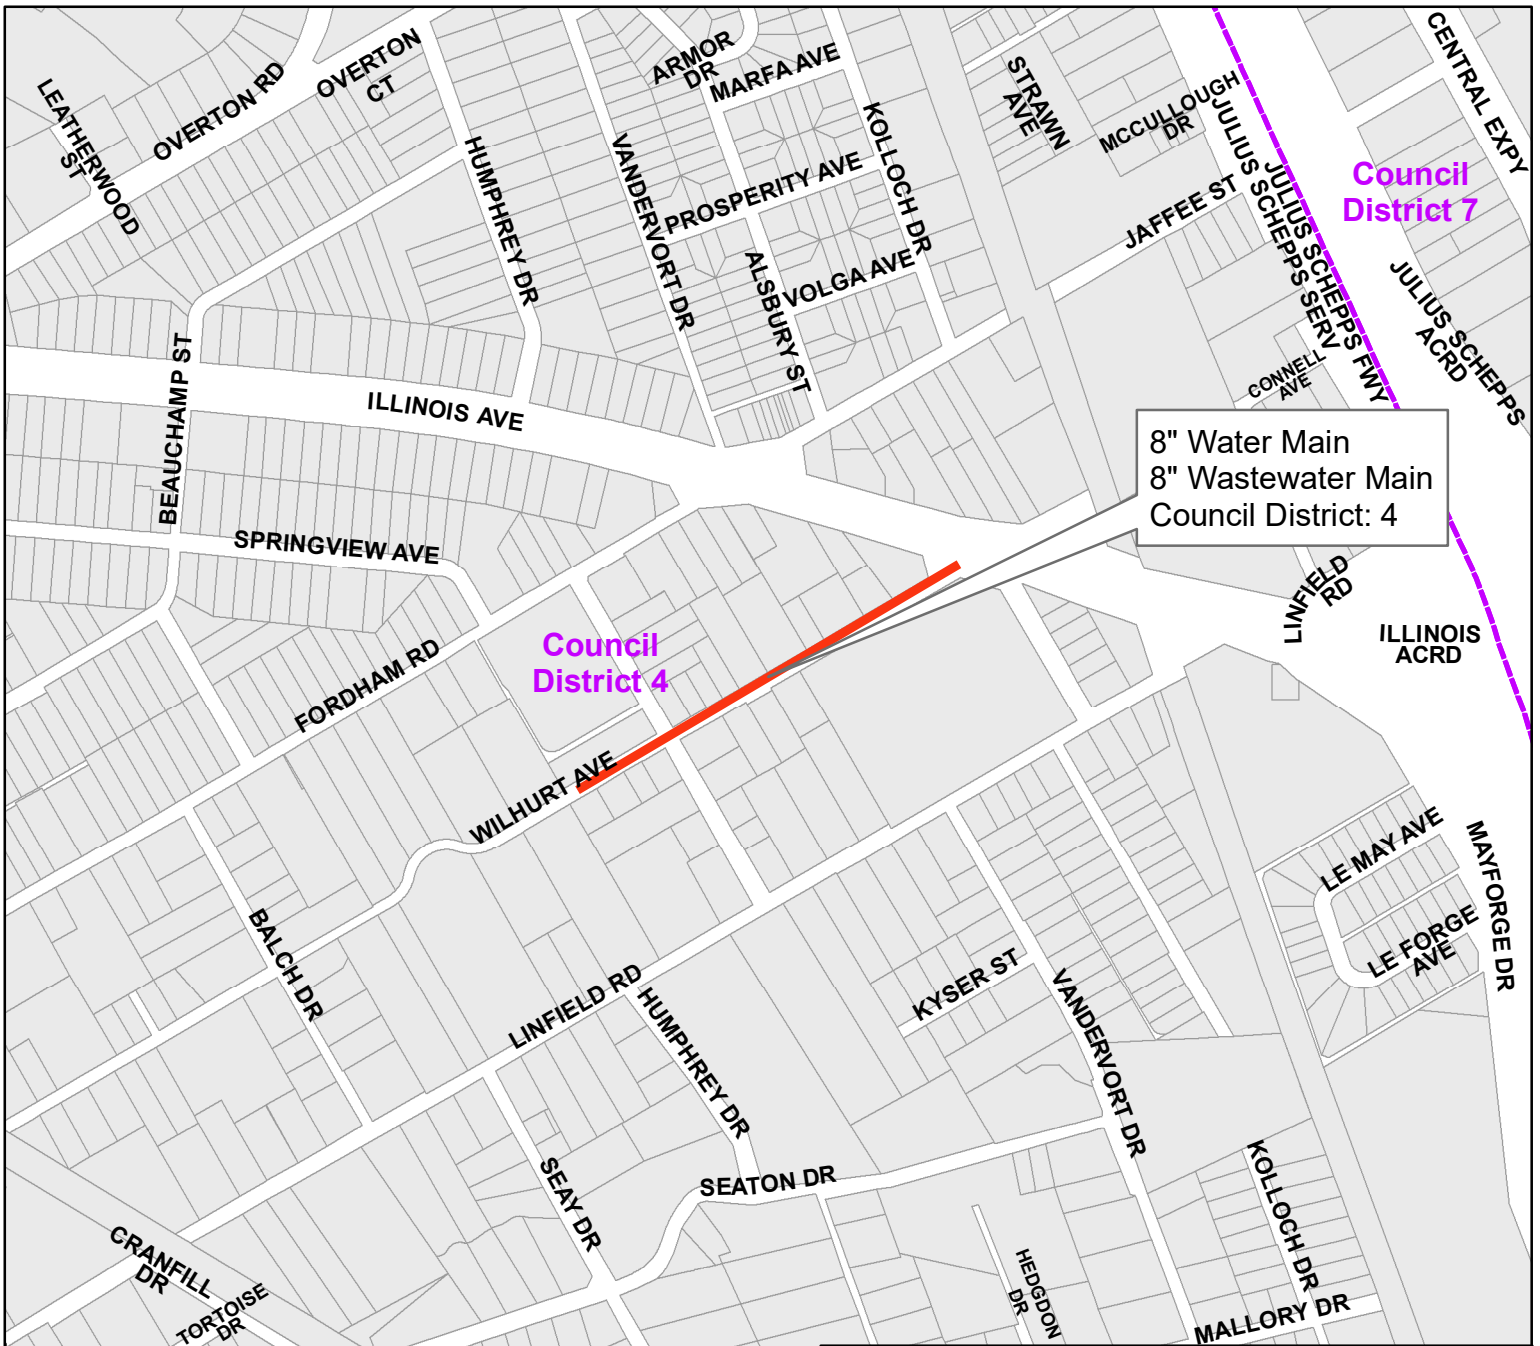 LEATHERWOOD
ST
OVERTON RD
OVERTON
CT
HUMPHREY DR
ARMOR
DR
MARFA AVE
VANDERVORT DR
PROSPERITY AVE
KOLLOCH DR
ALSBURY ST
VOLGA AVE
STRAWN
AVE
MCCULLOUGH
DR
JAFFEE ST
JULIUS SCHEPPS SERV
JULIUS SCHEPPS FWY
CENTRAL EXPY
Council
District 7
JULIUS SCHEPPS
ACRD
CONNELL
AVE
BEAUCHAMP ST
ILLINOIS AVE
SPRINGVIEW AVE
8" Water Main
8" Wastewater Main
Council District: 4
LINFIELD
RD
ILLINOIS
ACRD
Council
District 4
FORDHAM RD
WILHURT AVE
BALCH DR
LINFIELD RD
HUMPHREY DR
KYSER ST
VANDERVORT DR
LE MAY AVE
LE FORGE
AVE
MAYFORGE DR
SEAY DR
SEATON DR
CRANFILL
DR
TORTOISE
DR
HEDGDON
DR
KOLLOCH DR
MALLORY DR